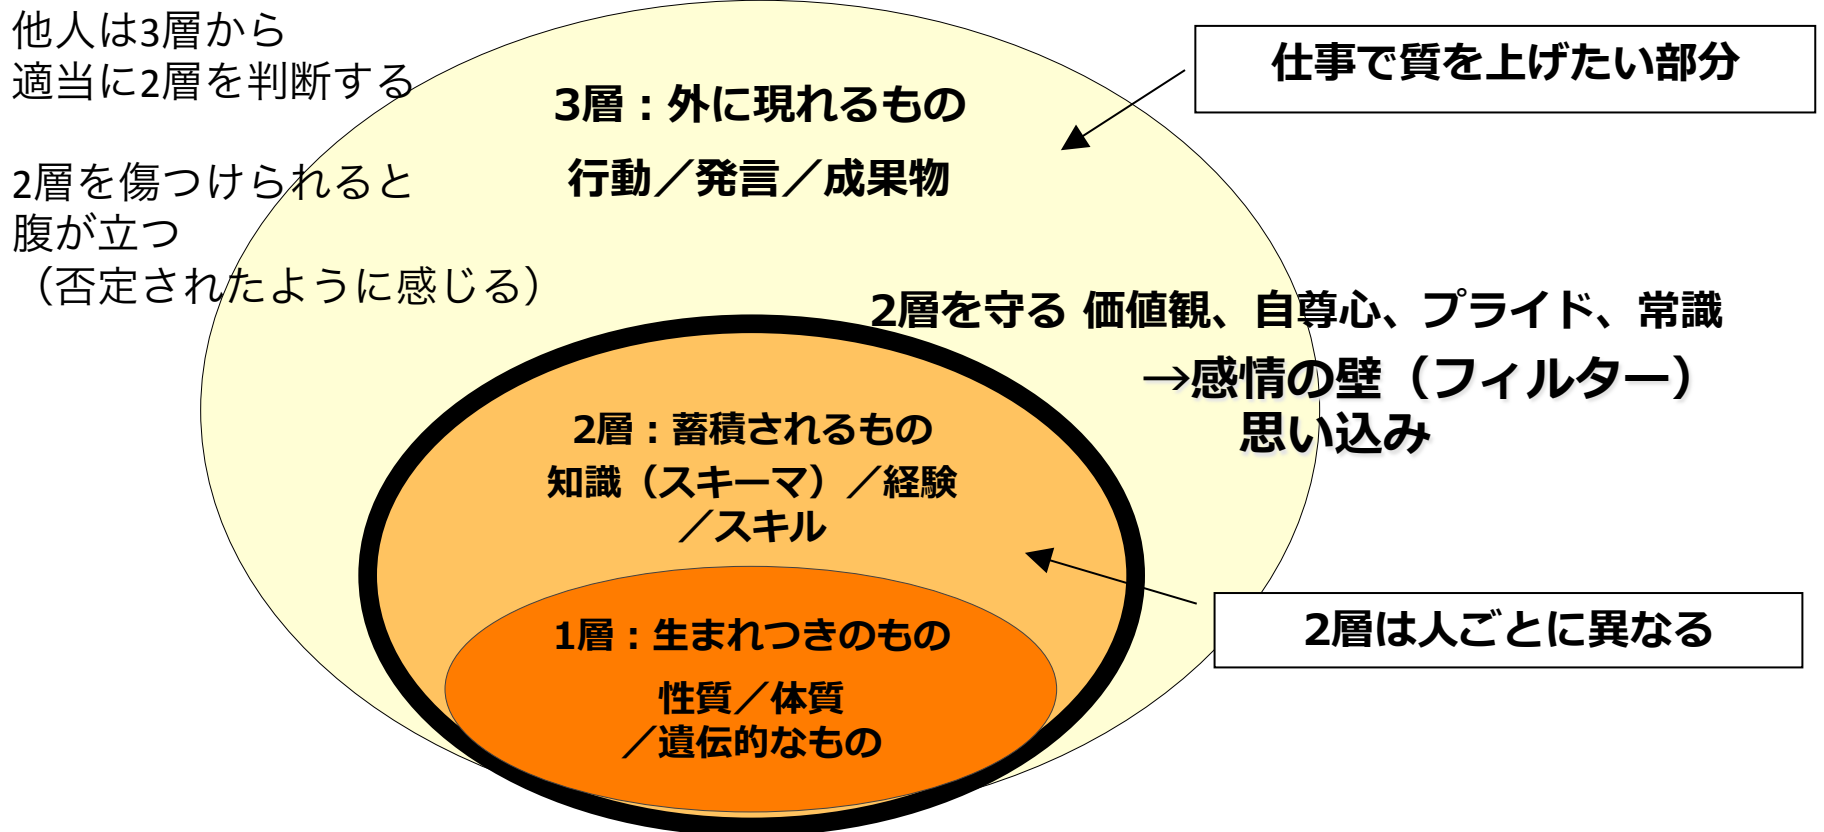 他人は3層から
適当に2層を判断する
2層を傷つけられると
腹が立つ
（否定されたように感じる）
3層：外に現れるもの
行動／発言／成果物
仕事で質を上げたい部分
2層を守る 価値観、自尊心、プライド、常識
→感情の壁（フィルター）
思い込み
2層：蓄積されるもの
知識（スキーマ）／経験
／スキル
2層は人ごとに異なる
1層：生まれつきのもの
性質／体質
／遺伝的なもの